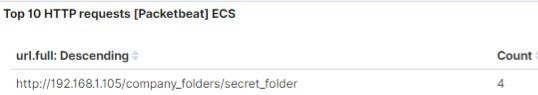 Top 10 HTTP requests [Packetbeat] ECS
url.full: Descending Count
http://192.168.1.105/company_folders/secret_folder 4